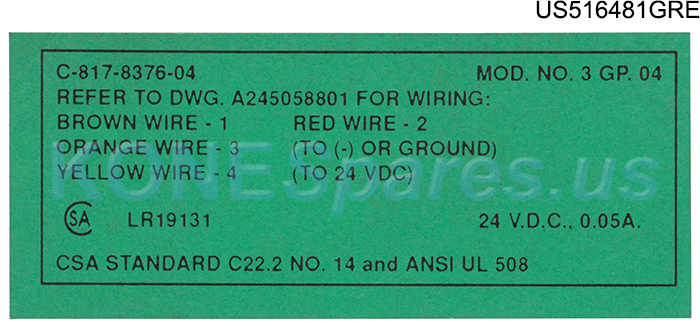 US516481GRE
C-817-8376-04 MOD. NO. 3 GP. 04
REFER TO DWG. A245058801 FOR WIRING:
BROWN WIRE - 1 RED WIRE - 2
ORANGE WIRE - 3 (TO (-) OR GROUND)
YELLOW WIRE - 4 (TO 24 VDC)
KONESpares.us
SA LR19131 24 V.D.C., 0.05A.
CSA STANDARD C22.2 NO. 14 and ANSI UL 508